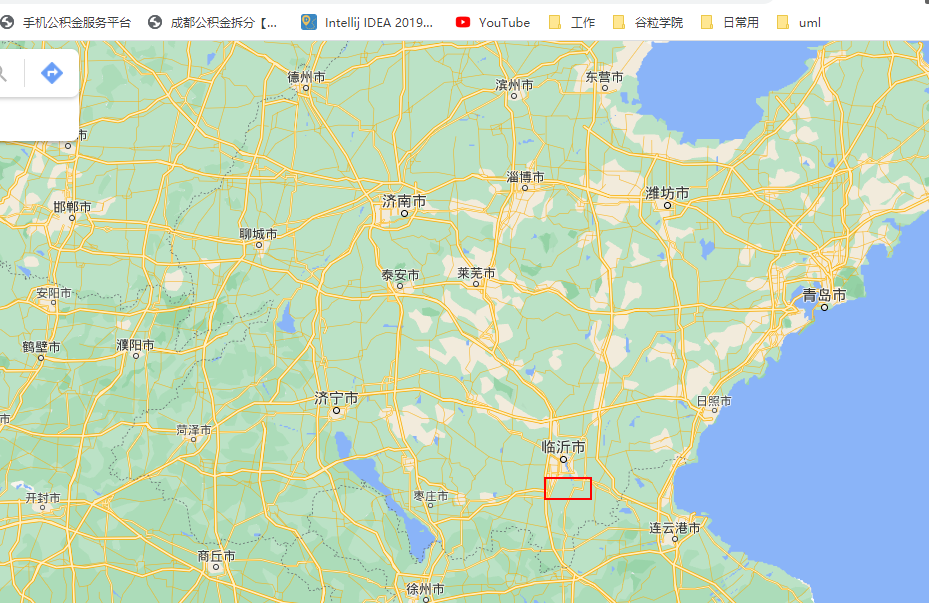 手机公积金服务平台
成都公积金拆分【...
Intellij IDEA 2019...
YouTube
工作
谷粒学院
日常用
uml
德州市
滨州市
东营市
市
淄博市
潍坊市
济南市
邯郸市
聊城市
泰安市
莱芜市
安阳市
青岛市
鹤壁市
濮阳市
济宁市
日照市
市
菏泽市
临沂市
枣庄市
开封市
连云港市
商丘市
徐州市